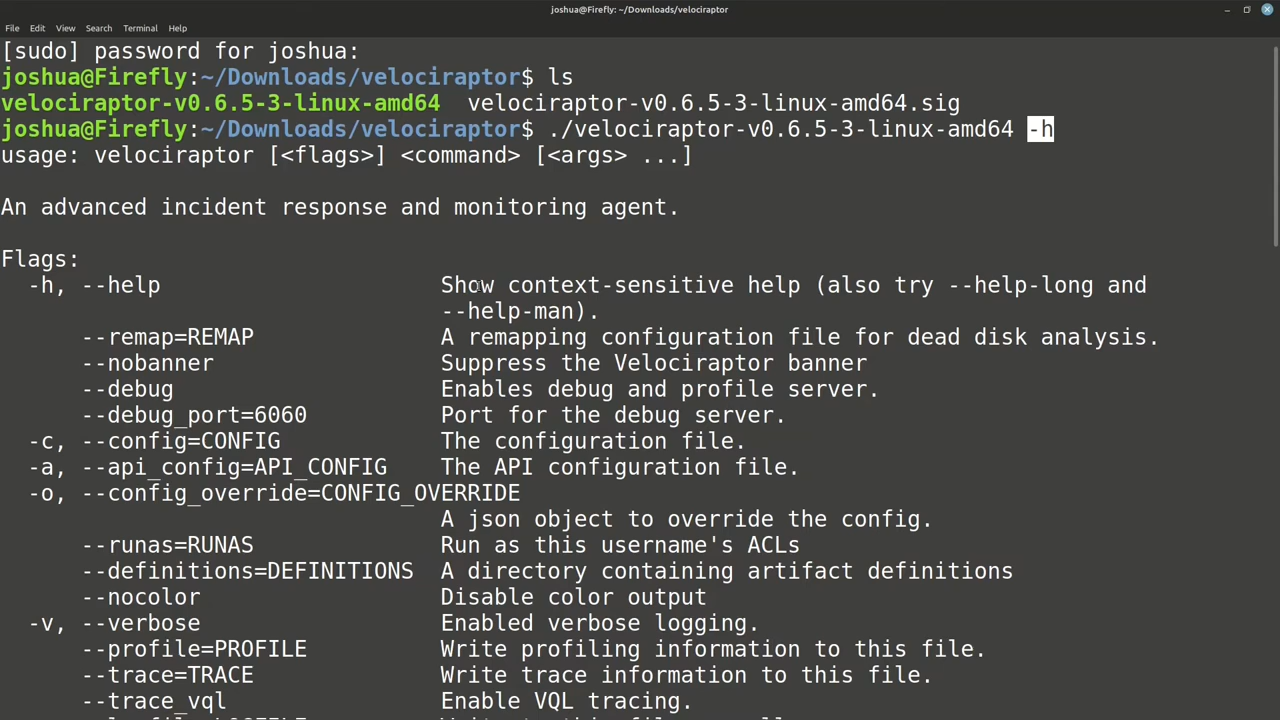 joshua@Firefly: ~/Downloads/velociraptor
File Edit View Search Terminal Help
[sudo] password for joshua:
joshua@Firefly:~/Downloads/velociraptor$ ls
velociraptor-v0.6.5-3-linux-amd64  velociraptor-v0.6.5-3-linux-amd64.sig
joshua@Firefly:~/Downloads/velociraptor$ ./velociraptor-v0.6.5-3-linux-amd64 -h
usage: velociraptor [<flags>] <command> [<args> ...]
An advanced incident response and monitoring agent.
Flags:
-h, --help                     Show context-sensitive help (also try --help-long and
--help-man).
--remap=REMAP              A remapping configuration file for dead disk analysis.
--nobanner                 Suppress the Velociraptor banner
--debug                    Enables debug and profile server.
--debug_port=6060          Port for the debug server.
-c, --config=CONFIG            The configuration file.
-a, --api_config=API_CONFIG    The API configuration file.
-o, --config_override=CONFIG_OVERRIDE
A json object to override the config.
--runas=RUNAS              Run as this username's ACLs
--definitions=DEFINITIONS  A directory containing artifact definitions
--nocolor                  Disable color output
-v, --verbose                  Enabled verbose logging.
--profile=PROFILE          Write profiling information to this file.
--trace=TRACE              Write trace information to this file.
--trace_vql                Enable VQL tracing.